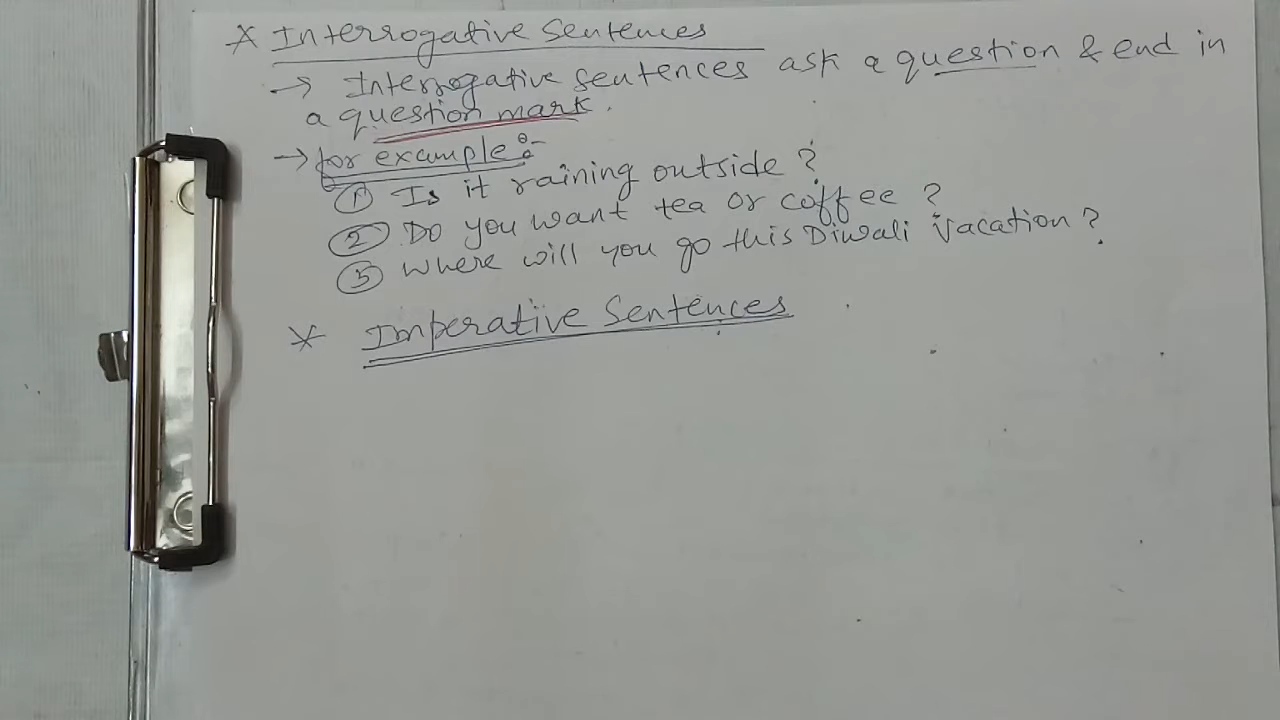 * Interrogative Sentences
→ Interrogative sentences ask a question & end in
a question mark.
→ for example :-
① Is it raining outside ?
② Do you want tea or coffee ?
③ Where will you go this Diwali vacation ?
* Imperative Sentences